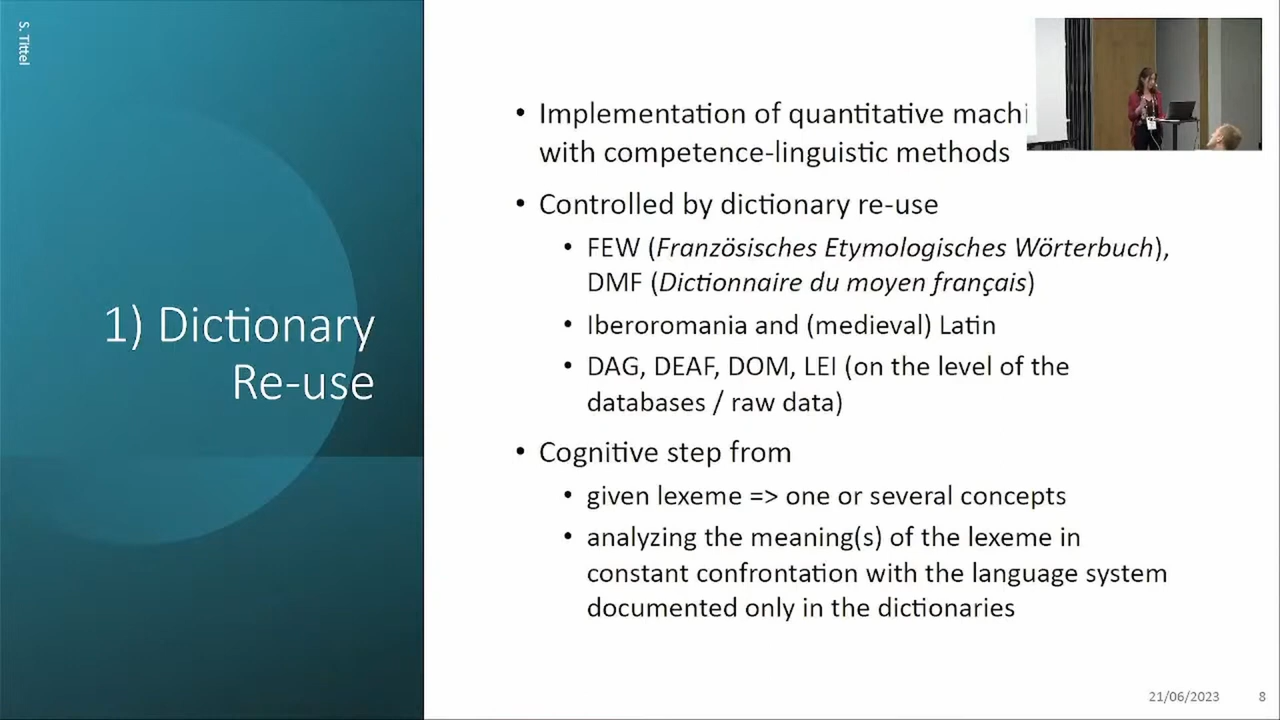 S. Tittel
1) Dictionary
Re-use
• Implementation of quantitative
with competence-linguistic methods
• Controlled by dictionary re-use
• FEW (Französisches Etymologisches Wörterbuch),
DMF (Dictionnaire du moyen français)
• Iberoromania and (medieval) Latin
• DAG, DEAF, DOM, LEI (on the level of the
databases / raw data)
• Cognitive step from
• given lexeme => one or several concepts
• analyzing the meaning(s) of the lexeme in
constant confrontation with the language system
documented only in the dictionaries
21/06/2023 8